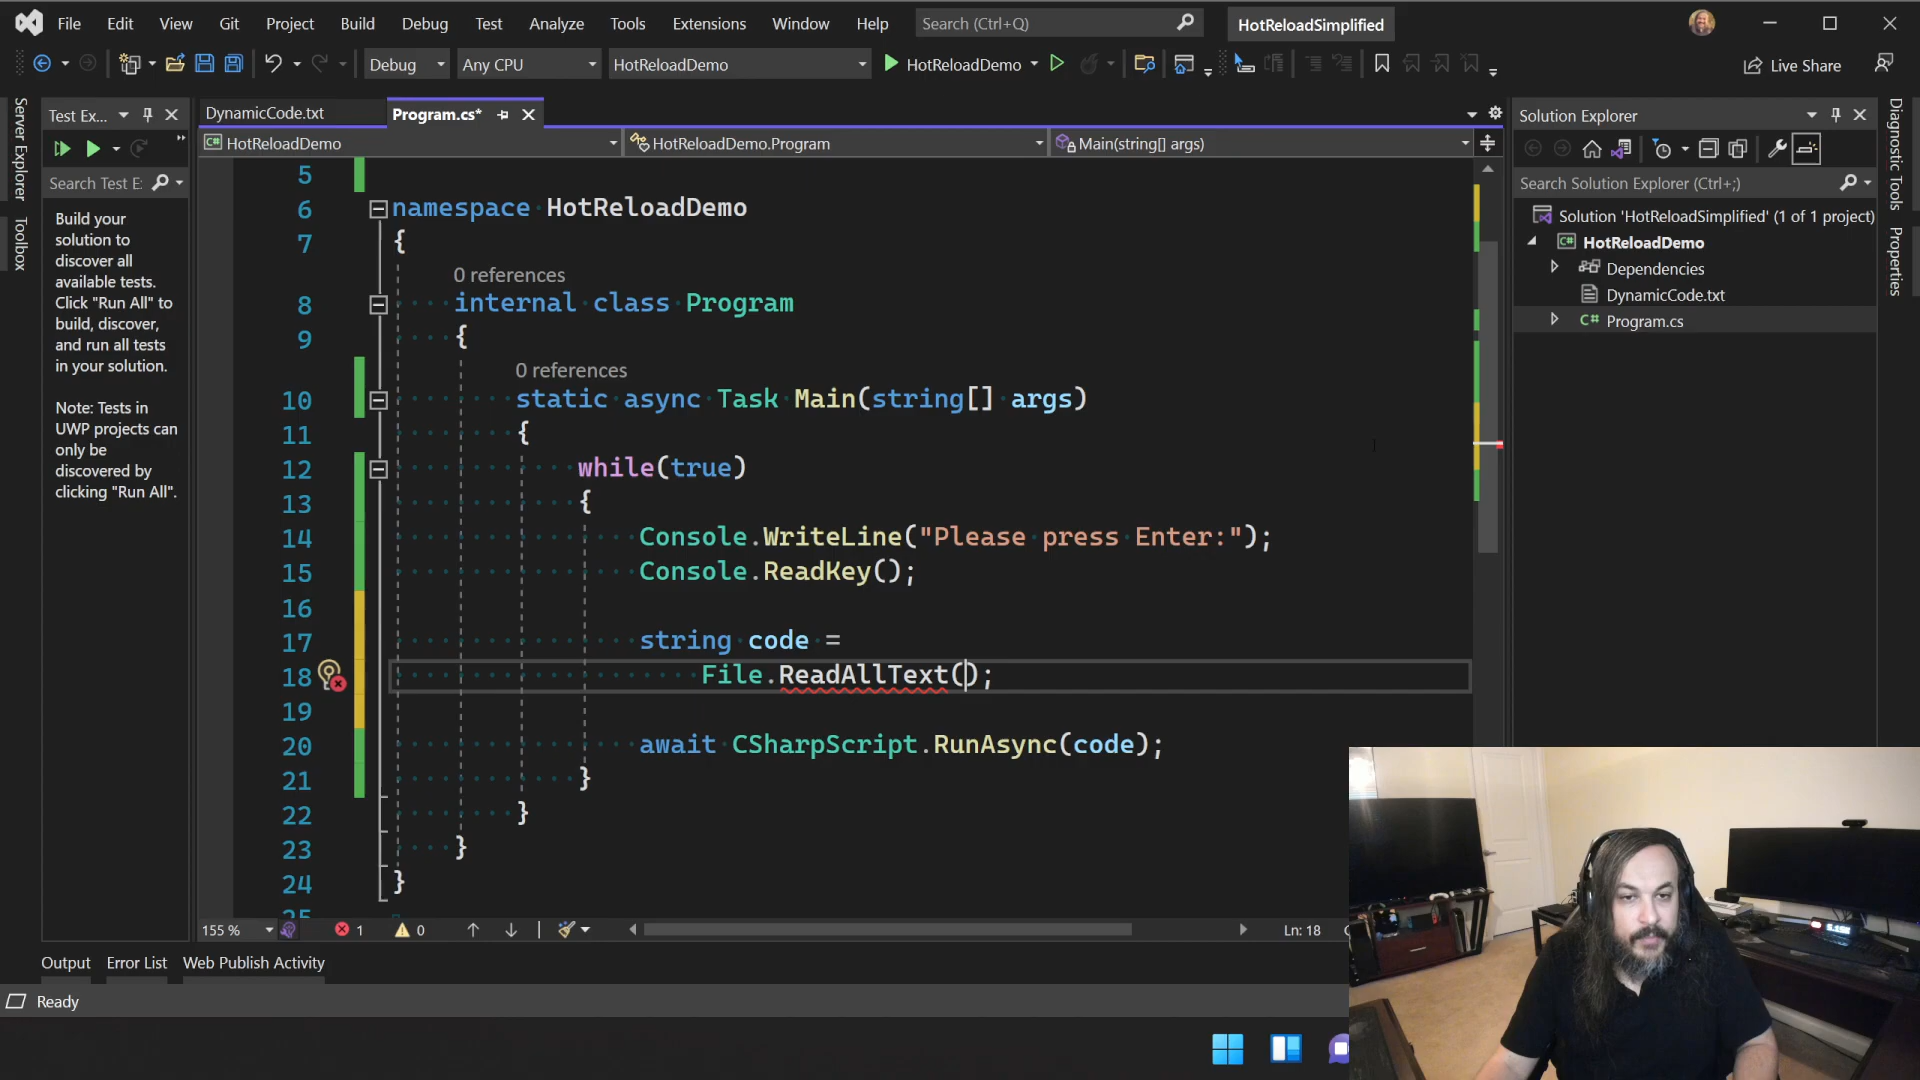 File Edit View Git Project Build Debug Test Analyze Tools Extensions Window Help Search (Ctrl+Q) HotReloadSimplified
Debug Any CPU HotReloadDemo HotReloadDemo Live Share
Server Explorer
Toolbox
Test Ex...
Search Test E:
Build your
solution to
discover all
available tests.
Click "Run All" to
build, discover,
and run all tests
in your solution.
Note: Tests in
UWP projects can
only be
discovered by
clicking "Run All".
DynamicCode.txt Program.cs*
HotReloadDemo HotReloadDemo.Program Main(string[] args)
5
6 namespace HotReloadDemo
7 {
0 references
8 internal class Program
9 {
0 references
10 static async Task Main(string[] args)
11 {
12 while(true)
13 {
14 Console.WriteLine("Please press Enter:");
15 Console.ReadKey();
16
17 string code =
18 File.ReadAllText();
19
20 await CSharpScript.RunAsync(code);
21 }
22 }
23 }
24 }
25
155 % 1 0 Ln: 18
Solution Explorer
Search Solution Explorer (Ctrl+;)
Solution 'HotReloadSimplified' (1 of 1 project)
HotReloadDemo
Dependencies
DynamicCode.txt
C# Program.cs
Diagnostic Tools
Properties
Output Error List Web Publish Activity
Ready